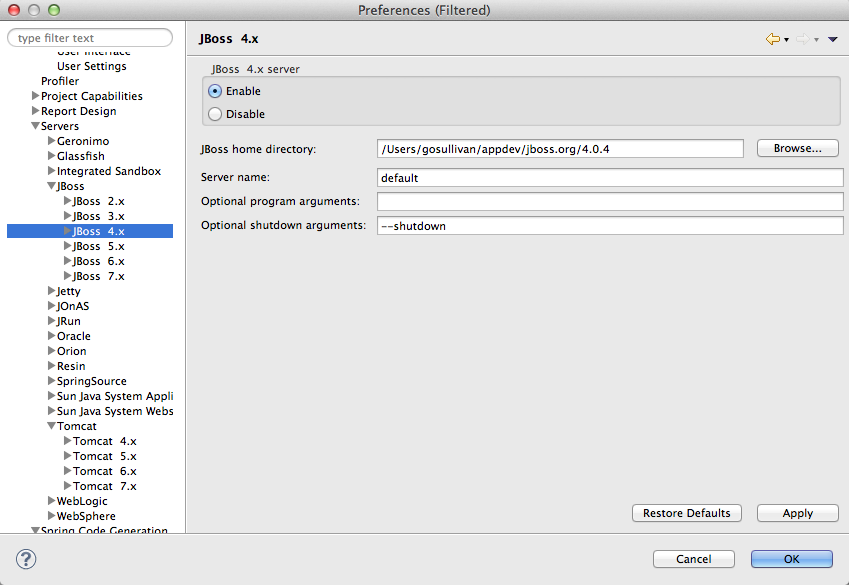 Preferences (Filtered)
type filter text
User Interface
User Settings
Profiler
Project Capabilities
Report Design
Servers
Geronimo
Glassfish
Integrated Sandbox
JBoss
JBoss 2.x
JBoss 3.x
JBoss 4.x
JBoss 5.x
JBoss 6.x
JBoss 7.x
Jetty
JOnAS
JRun
Oracle
Orion
Resin
SpringSource
Sun Java System Appli
Sun Java System Webs
Tomcat
Tomcat 4.x
Tomcat 5.x
Tomcat 6.x
Tomcat 7.x
WebLogic
WebSphere
Spring Code Generation
JBoss 4.x
JBoss 4.x server
Enable
Disable
JBoss home directory: /Users/gosullivan/appdev/jboss.org/4.0.4 Browse...
Server name: default
Optional program arguments:
Optional shutdown arguments: --shutdown
Restore Defaults Apply
? Cancel OK